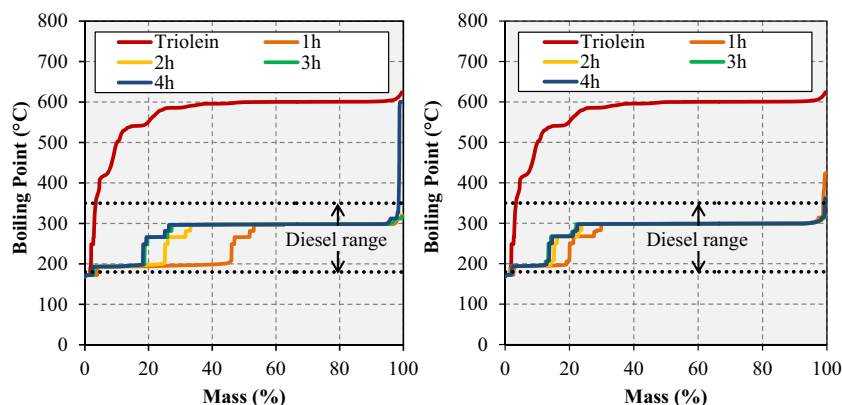 800
700
600
500
400
300
200
100
0
Boiling Point (°C)
Triolein
1h
2h
3h
4h
Diesel range
0
20
40
60
80
100
Mass (%)
800
700
600
500
400
300
200
100
0
Boiling Point (°C)
Triolein
1h
2h
3h
4h
Diesel range
0
20
40
60
80
100
Mass (%)